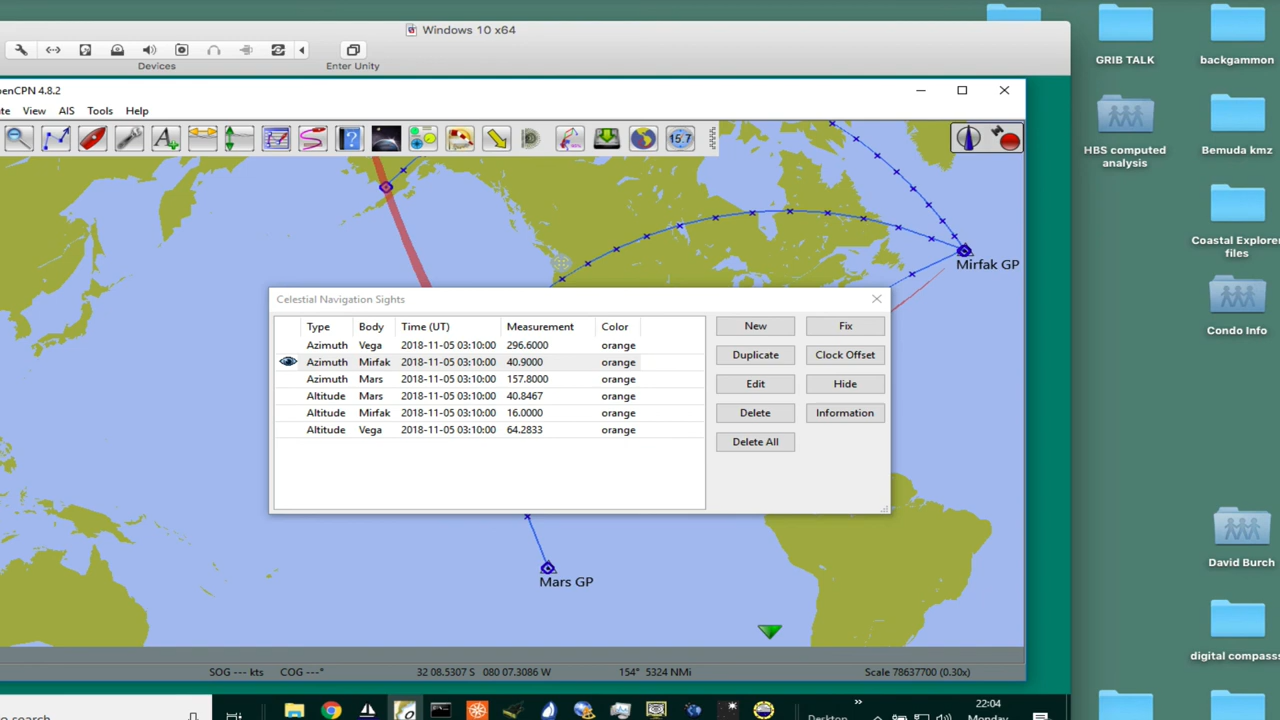 Windows 10 x64
Devices
Enter Unity
enCPN 4.8.2
te View AIS Tools Help
15.7
Mirfak GP
Celestial Navigation Sights
Type Body Time (UT) Measurement Color
Azimuth Vega 2018-11-05 03:10:00 296.6000 orange
Azimuth Mirfak 2018-11-05 03:10:00 40.9000 orange
Azimuth Mars 2018-11-05 03:10:00 157.8000 orange
Altitude Mars 2018-11-05 03:10:00 40.8467 orange
Altitude Mirfak 2018-11-05 03:10:00 16.0000 orange
Altitude Vega 2018-11-05 03:10:00 64.2833 orange
New Fix
Duplicate Clock Offset
Edit Hide
Delete Information
Delete All
Mars GP
SOG --- kts COG ---° 32 08.5307 S 080 07.3086 W 154° 5324 NMi Scale 78637700 (0.30x)
o search
Desktop
»
22:04
Monday
GRIB TALK
backgammon
HBS computed
analysis
Bemuda kmz
Coastal Explorer
files
Condo Info
David Burch
digital compass